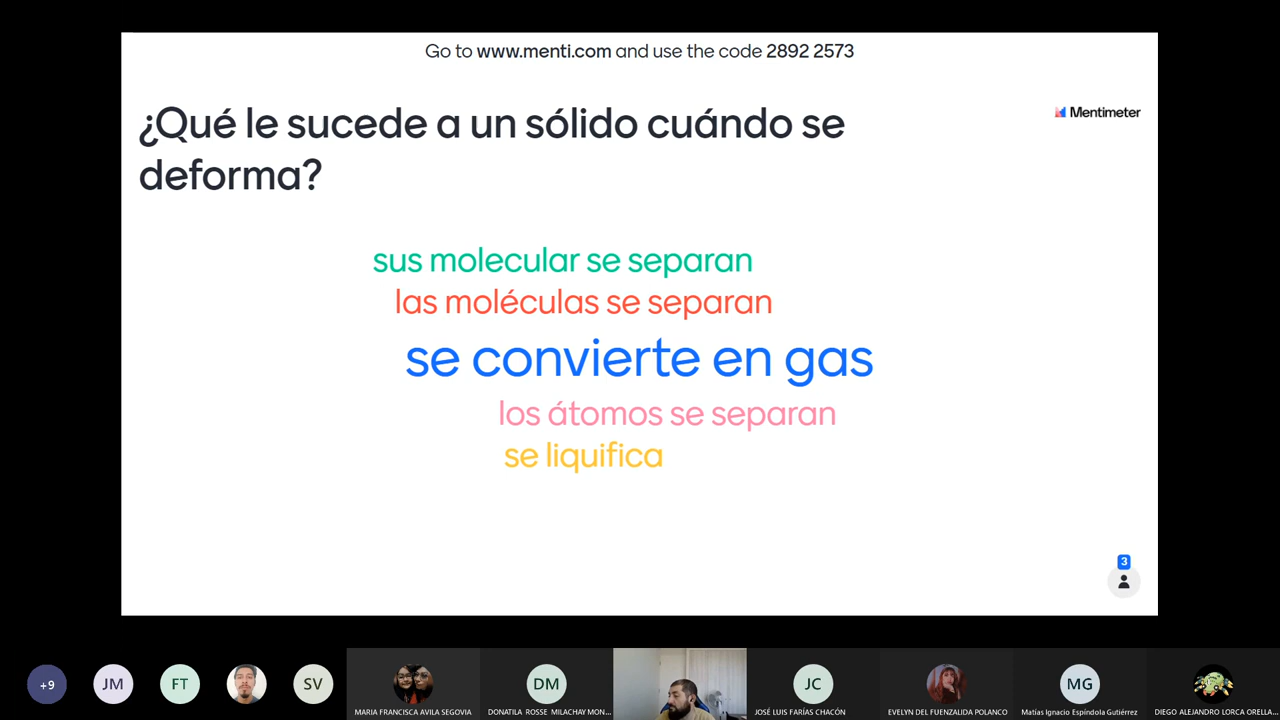 Go to www.menti.com and use the code 2892 2573
¿Qué le sucede a un sólido cuándo se
deforma?
Mentimeter
sus molecular se separan
las moléculas se separan
se convierte en gas
los átomos se separan
se liquifica
3
+9
JM
FT
SV
MARIA FRANCISCA AVILA SEGOVIA
DM
DONATILA ROSSE MILACHAY MON...
JC
JOSÉ LUIS FARÍAS CHACÓN
EVELYN DEL FUENZALIDA POLANCO
MG
Matías Ignacio Espíndola Gutiérrez
DIEGO ALEJANDRO LORCA ORELLA...